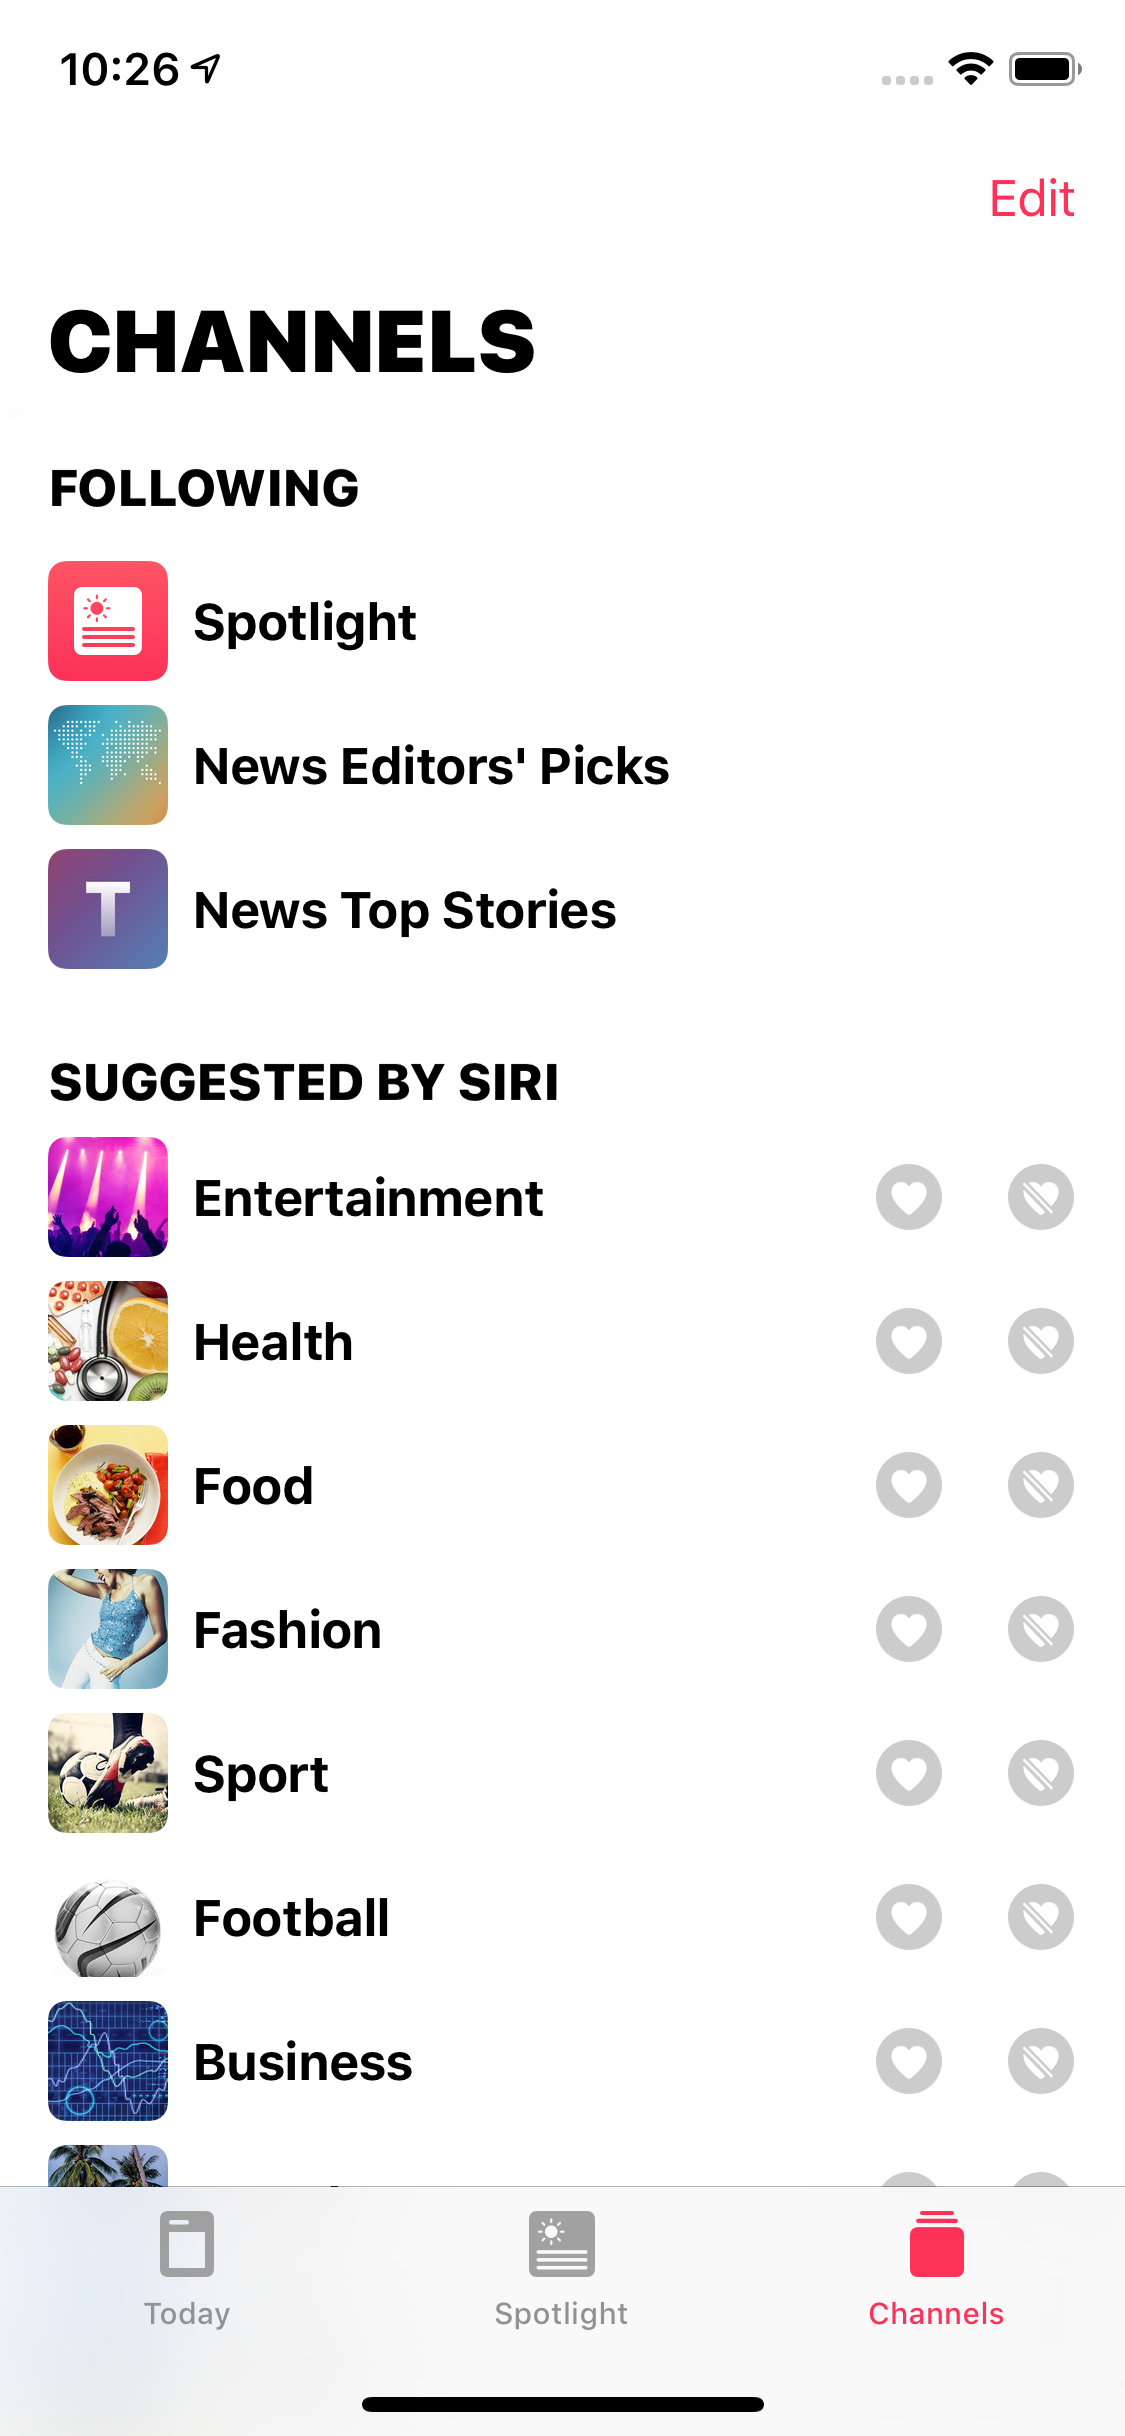 10:26
Edit
CHANNELS
FOLLOWING
Spotlight
News Editors' Picks
T
News Top Stories
SUGGESTED BY SIRI
Entertainment
Health
Food
Fashion
Sport
Football
Business
Today
Spotlight
Channels